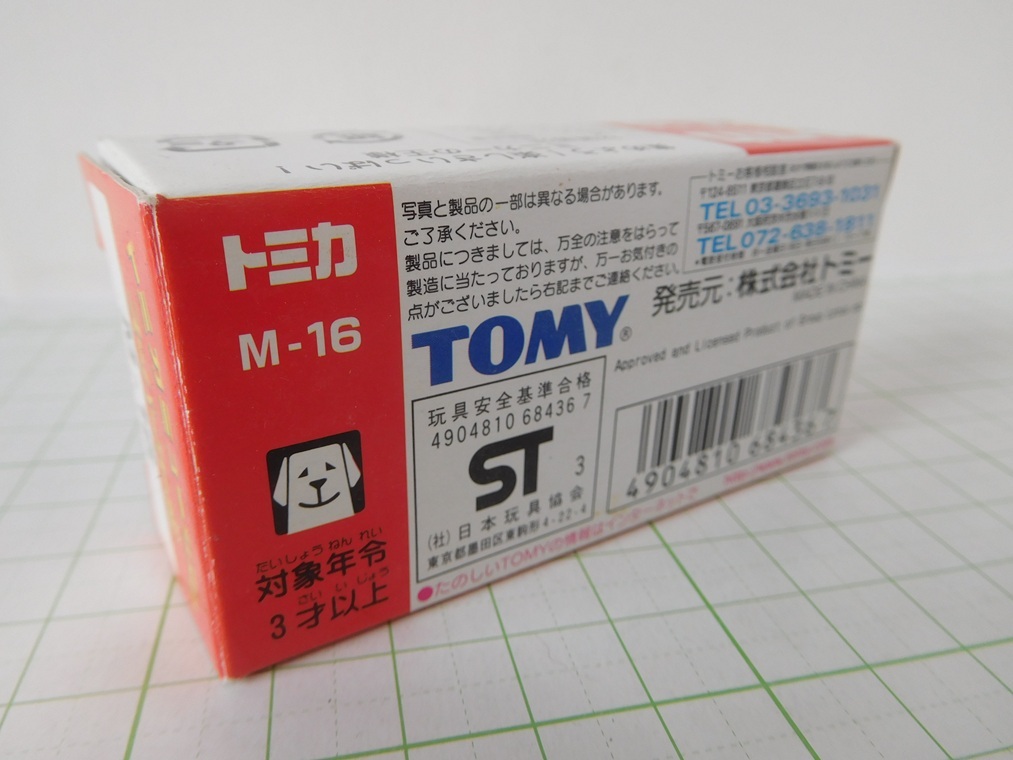 トミカ
M-16
たいしょう ねん れい
対象年令
さい い じょう
3才以上
写真と製品の一部は異なる場合があります。
ご了承ください。
製品につきましては、万全の注意をはらって
製造に当たっておりますが、万一お気付きの
点がございましたら右記までご連絡ください。
TOMY®
玩具安全基準合格
4904810 68436 7
ST 3
(社)日本玩具協会
東京都墨田区東駒形4-22-4
トミーお客様相談室
TEL 03-3693-1031
TEL 072-638-1811
発売元:株式会社トミー
MADE IN CHINA
Approved and Licensed Product of
4904810 684367
●たのしいTOMYの情報はインターネットで